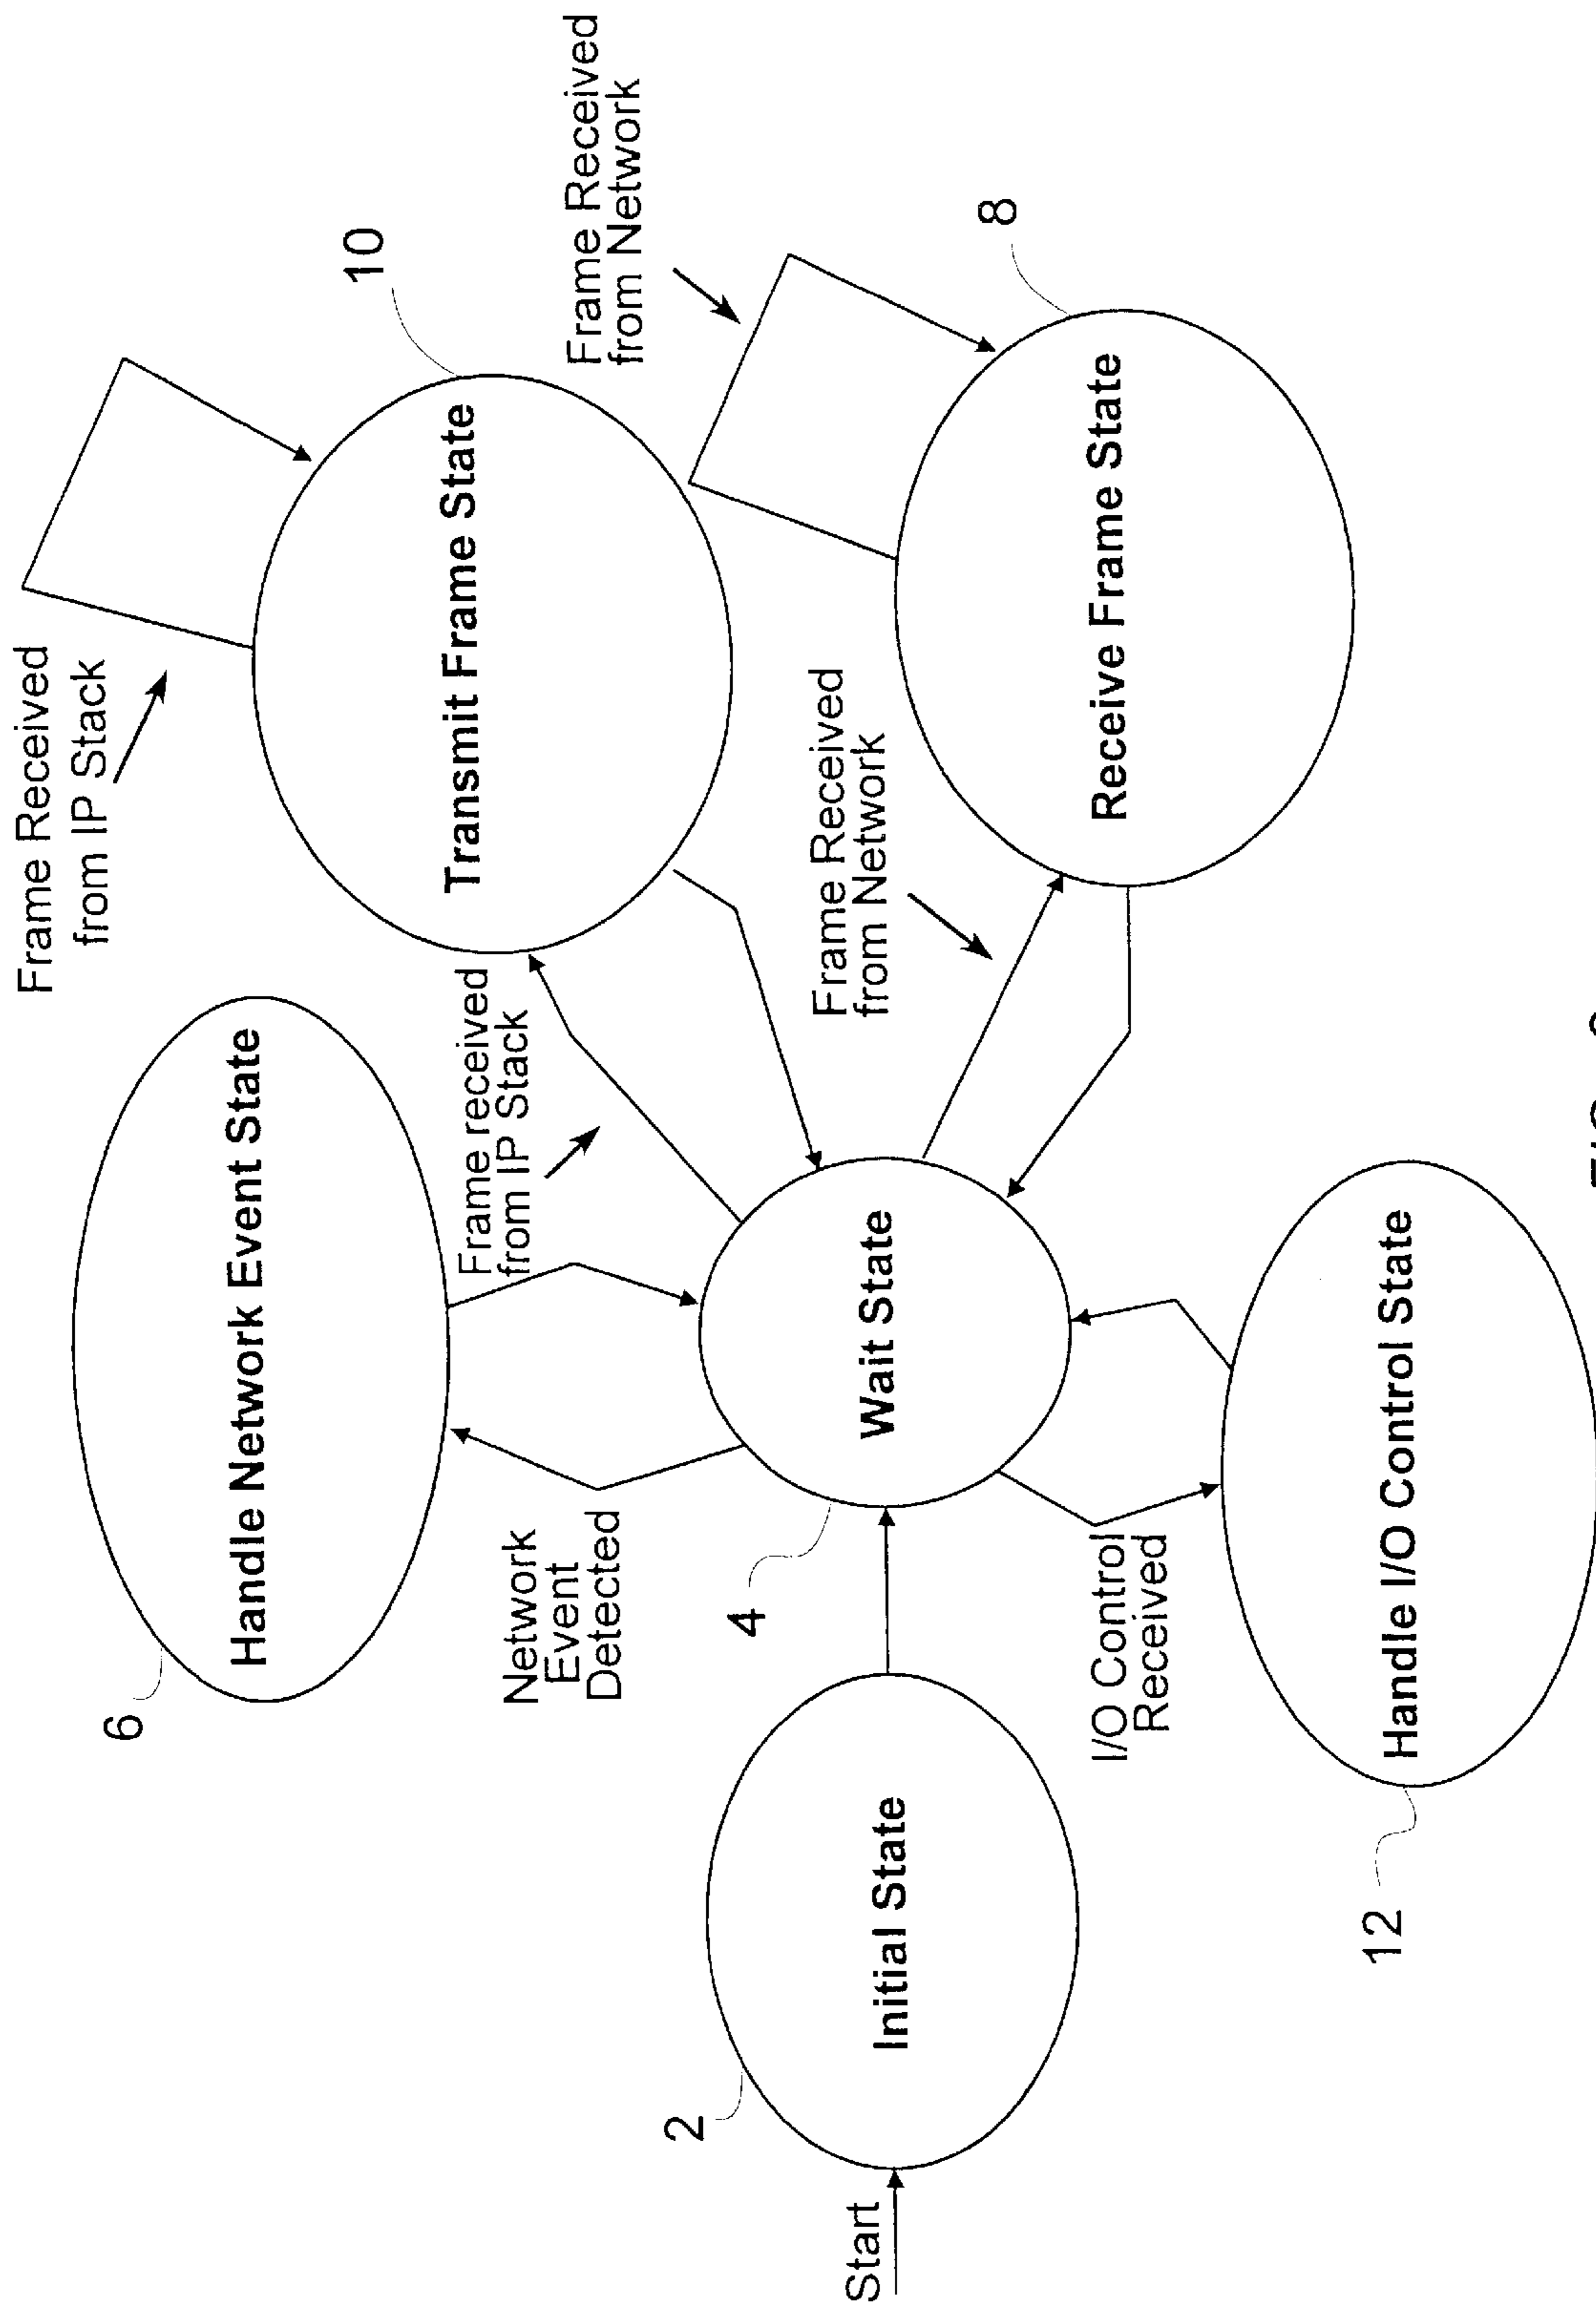 Frame Received
from IP Stack
10
Frame Received
from Network
6
Handle Network Event State
Transmit Frame State
Frame received
from IP Stack
Network
Event
Detected
Frame Received
from Network
8
4
Wait State
Receive Frame State
2
Initial State
Start
I/O Control
Received
12
Handle I/O Control State